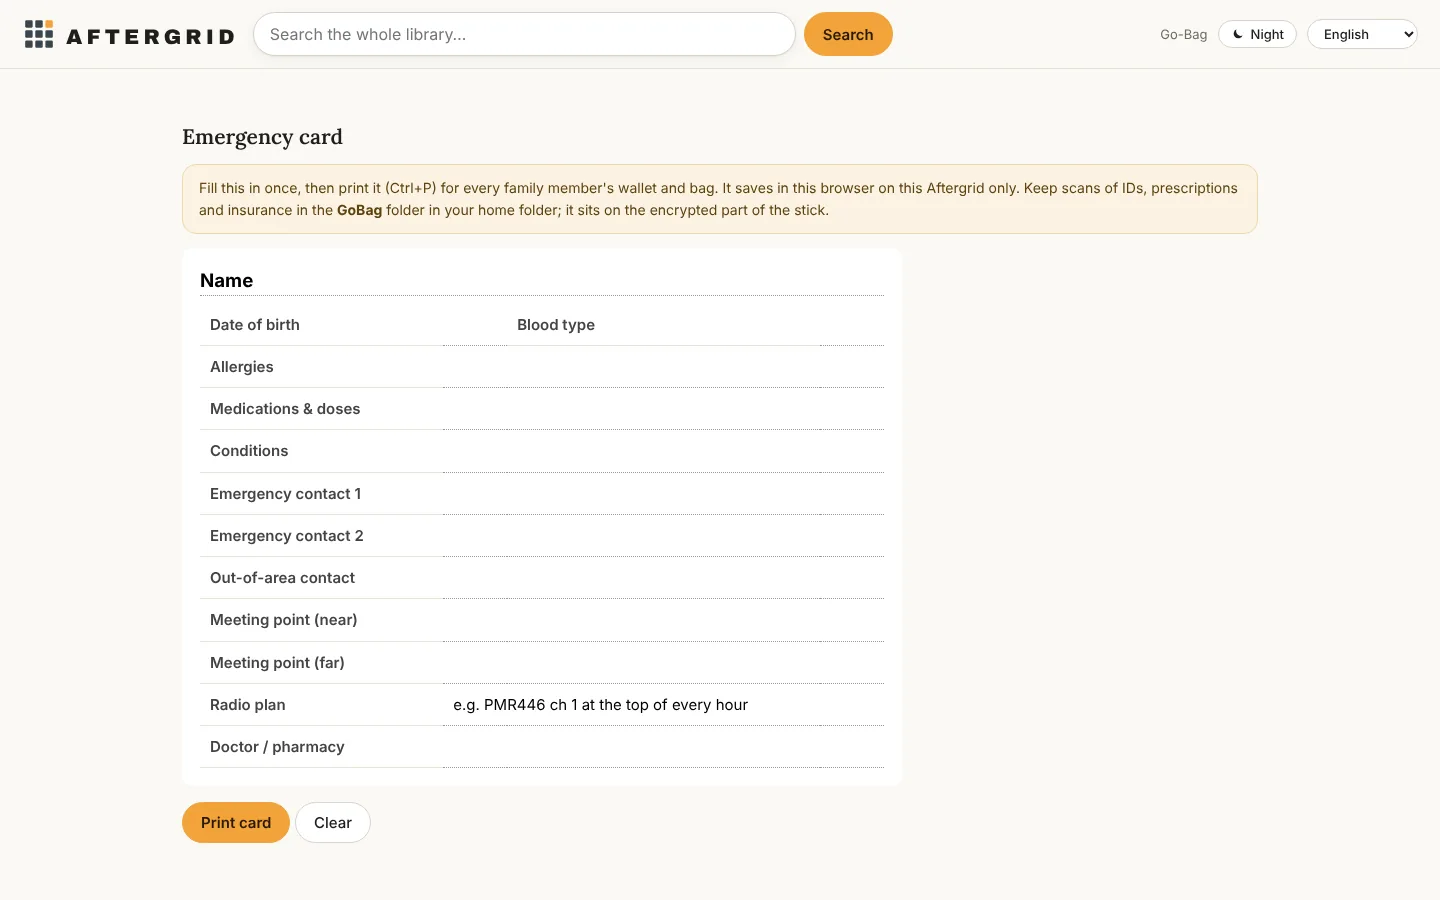 AFTERGRID
Search the whole library...
Search
Go-Bag
Night
English
Emergency card
Fill this in once, then print it (Ctrl+P) for every family member's wallet and bag. It saves in this browser on this Aftergrid only. Keep scans of IDs, prescriptions
and insurance in the GoBag folder in your home folder; it sits on the encrypted part of the stick.
Name
Date of birth Blood type
Allergies
Medications & doses
Conditions
Emergency contact 1
Emergency contact 2
Out-of-area contact
Meeting point (near)
Meeting point (far)
Radio plan e.g. PMR446 ch 1 at the top of every hour
Doctor / pharmacy
Print card
Clear